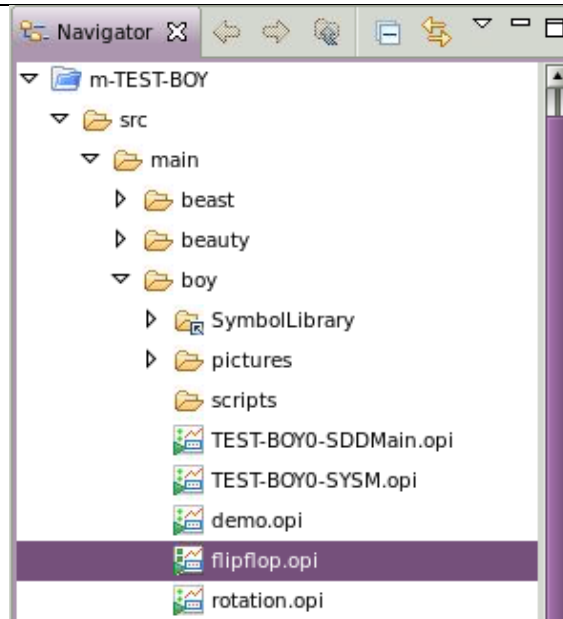 Navigator
m-TEST-BOY
src
main
beast
beauty
boy
SymbolLibrary
pictures
scripts
TEST-BOY0-SDDMain.opi
TEST-BOY0-SYSM.opi
demo.opi
flipflop.opi
rotation.opi